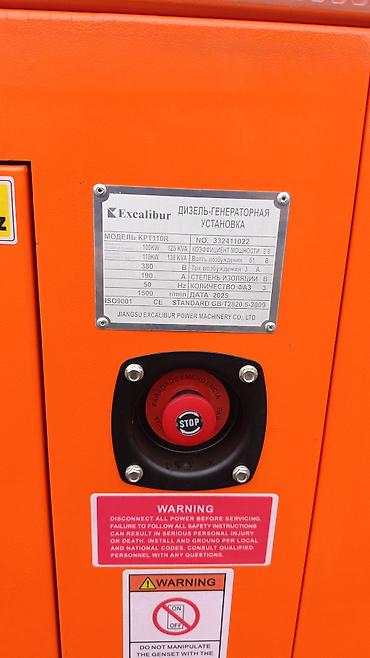 Z
Excalibur
ДИЗЕЛЬ-ГЕНЕРАТОРНАЯ
УСТАНОВКА
МОДЕЛЬ KPT110R NO. 332411022
100KW 125 KVA КОЭФФИЦИЕНТ МОЩНОСТИ 0.8
110KW 138 KVA Вольт возбуждения 61 В
380 В Ток возбуждения 3 А
190 А СТЕПЕНЬ ИЗОЛЯЦИИ
50 Hz КОЛИЧЕСТВО ФАЗ 3
1500 r/min ДАТА 2025
ISO9001 CE STANDARD GB/T2820.5-2009
JIANGSU EXCALIBUR POWER MACHINERY CO., LTD
EMERGENCIA
STOP
WARNING
DISCONNECT ALL POWER BEFORE SERVICING.
FAILURE TO FOLLOW ALL SAFETY INSTRUCTIONS
CAN RESULT IN SERIOUS PERSONAL INJURY
OR DEATH. INSTALL AND GROUND PER LOCAL
AND NATIONAL CODES. CONSULT QUALIFIED
PERSONNEL WITH ANY QUESTIONS.
WARNING
ON
OFF
DO NOT MANIPULATE
THE GENSET WITH THE